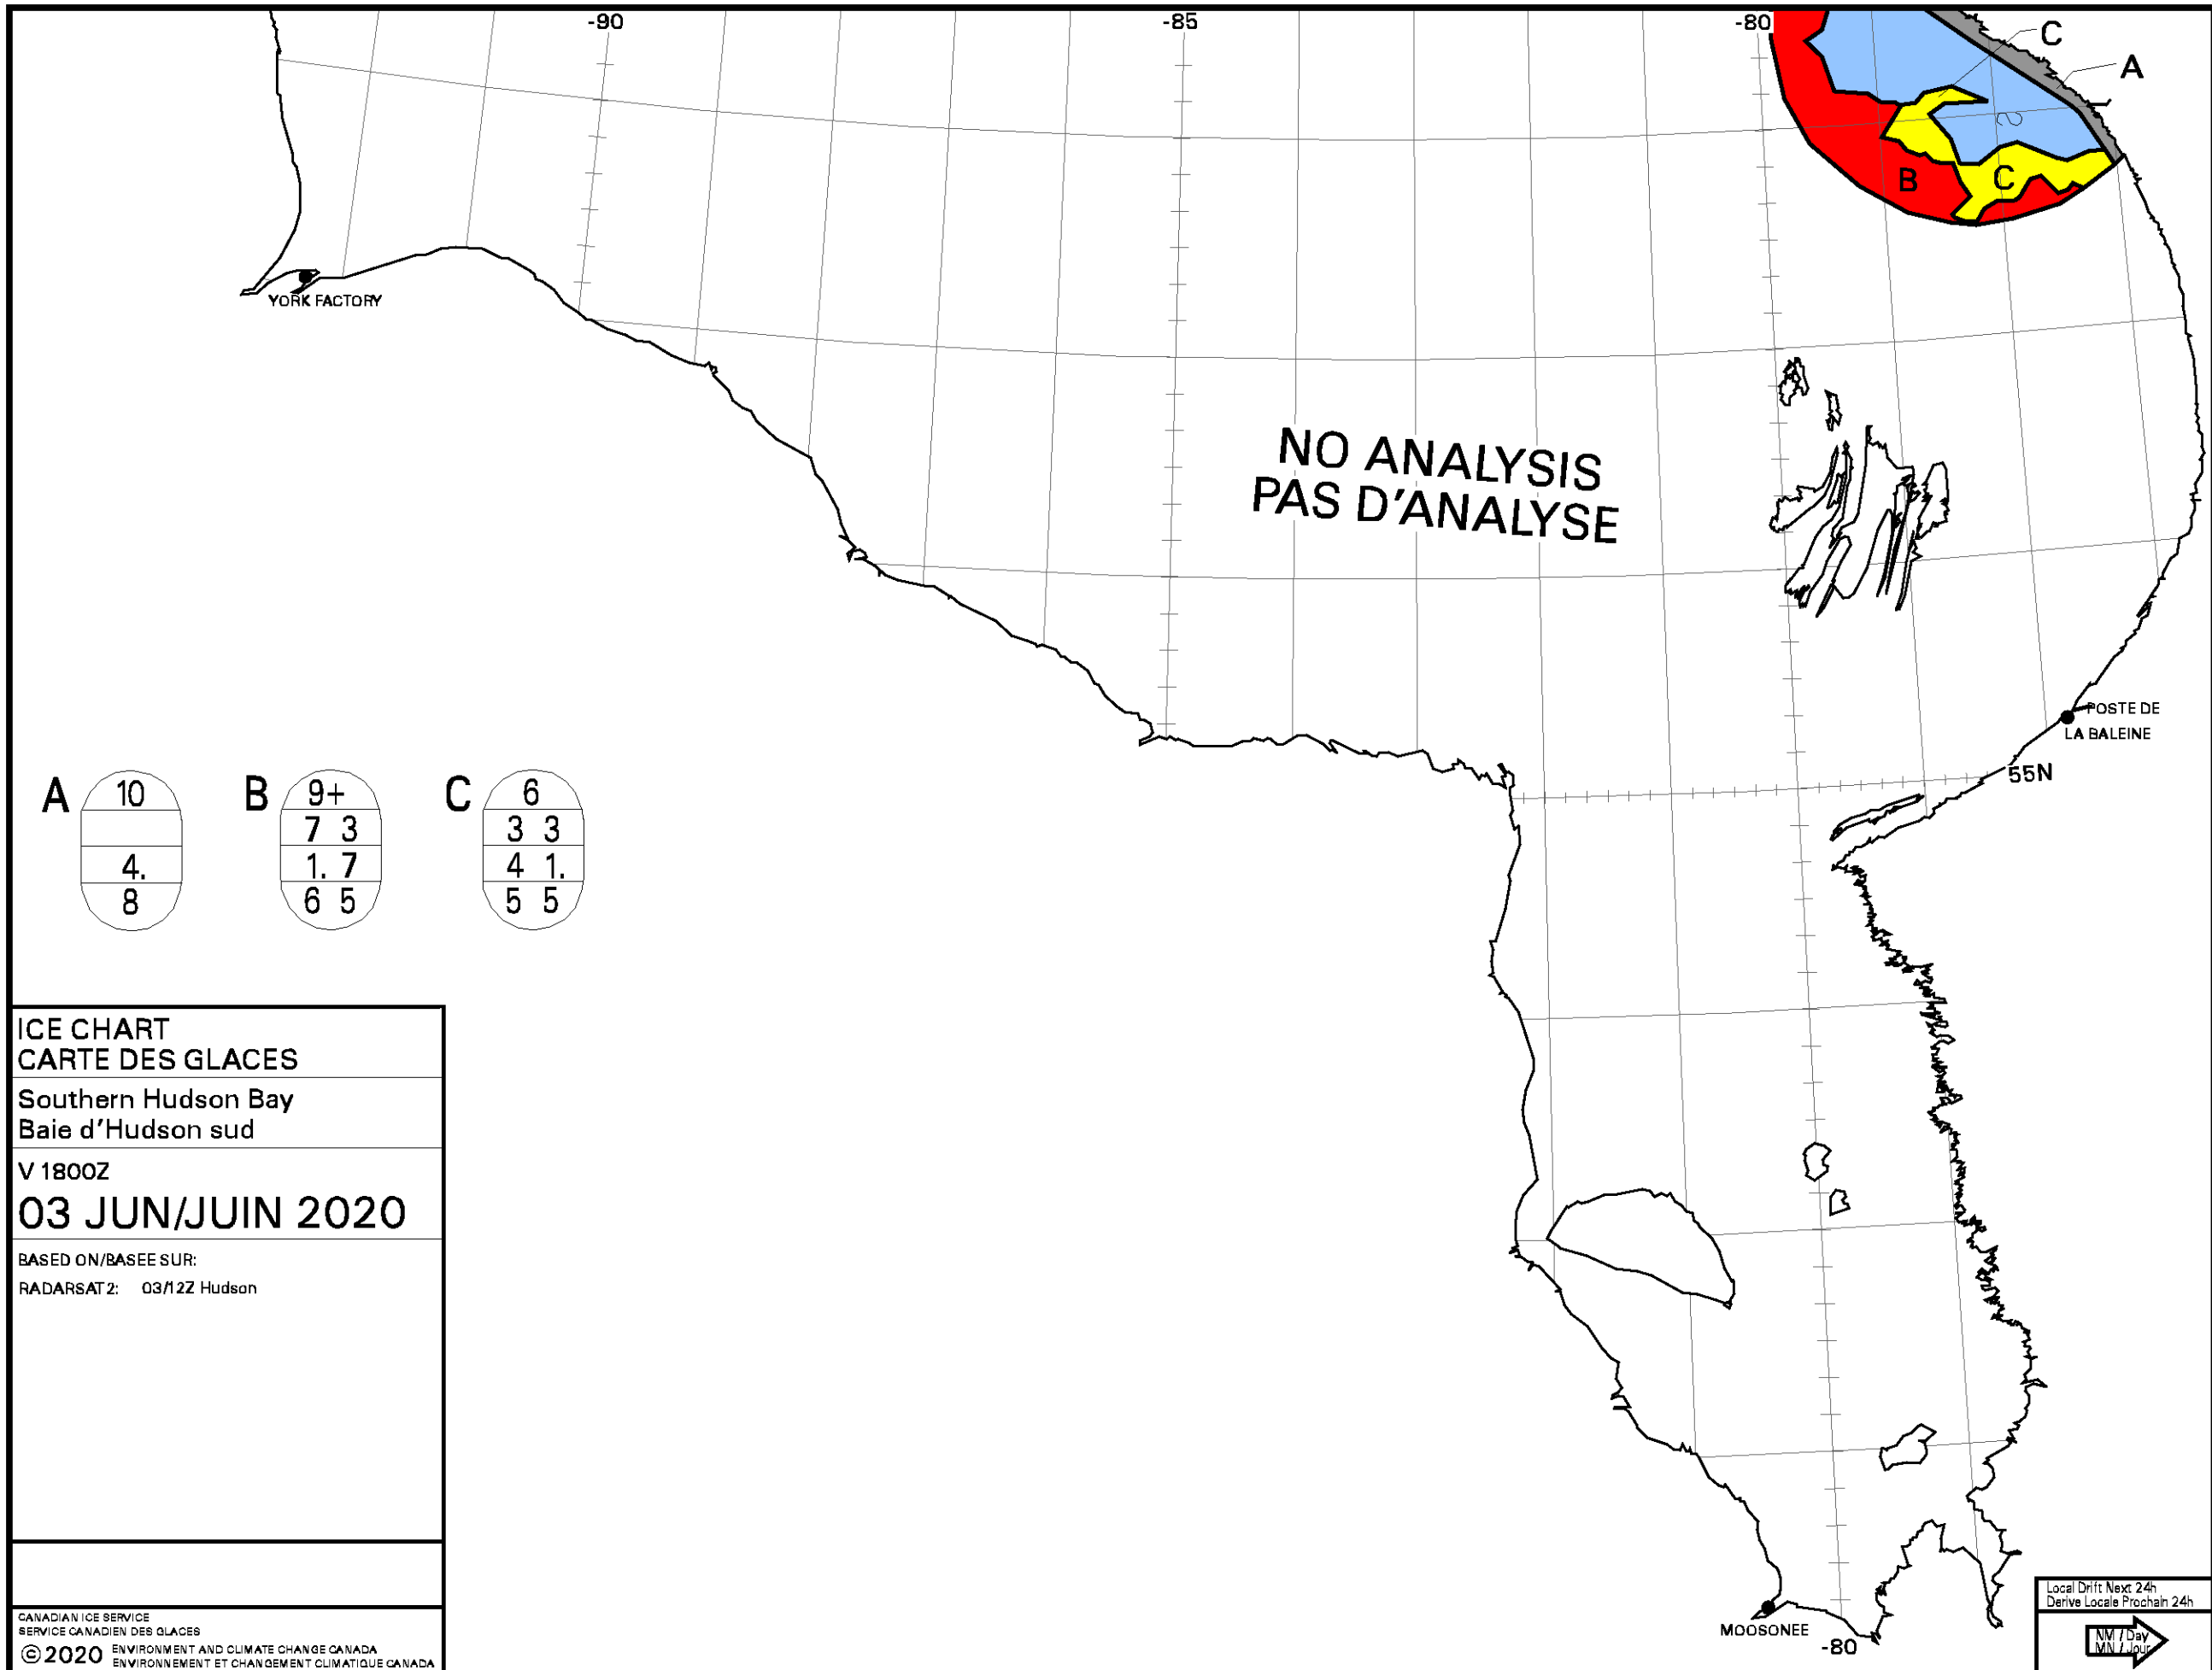 -90
-85
-80
C
A
B
C
YORK FACTORY
NO ANALYSIS
PAS D'ANALYSE
POSTE DE
LA BALEINE
55N
A
10
4.
8
B
9+
7 3
1. 7
6 5
C
6
3 3
4 1.
5 5
ICE CHART
CARTE DES GLACES
Southern Hudson Bay
Baie d'Hudson sud
V 1800Z
03 JUN/JUIN 2020
BASED ON/BASEE SUR:
RADARSAT2: 03/12Z Hudson
CANADIAN ICE SERVICE
SERVICE CANADIEN DES GLACES
©2020 ENVIRONMENT AND CLIMATE CHANGE CANADA
ENVIRONNEMENT ET CHANGEMENT CLIMATIQUE CANADA
MOOSONEE
-80
Local Drift Next 24h
Derive Locale Prochain 24h
NM / Day
MN / Jour